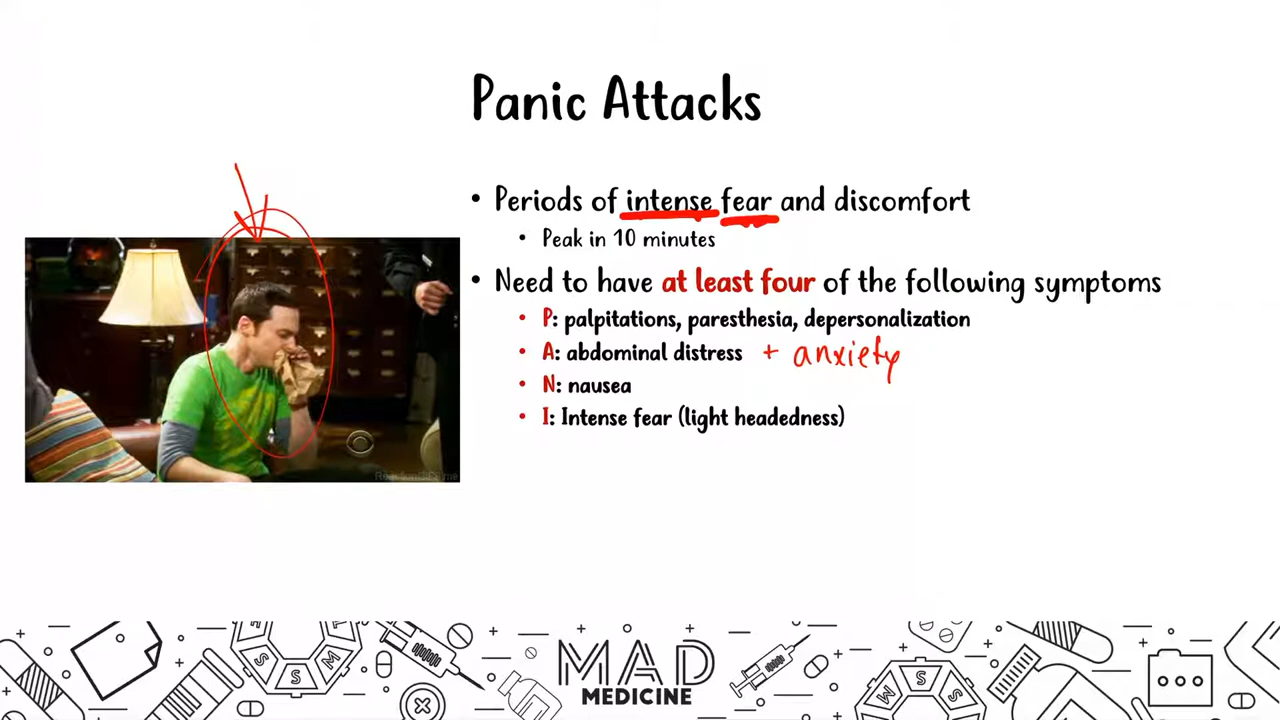 Panic Attacks
• Periods of intense fear and discomfort
• Peak in 10 minutes
• Need to have at least four of the following symptoms
• P: palpitations, paresthesia, depersonalization
• A: abdominal distress + anxiety
• N: nausea
• I: Intense fear (light headedness)
MAD
MEDICINE